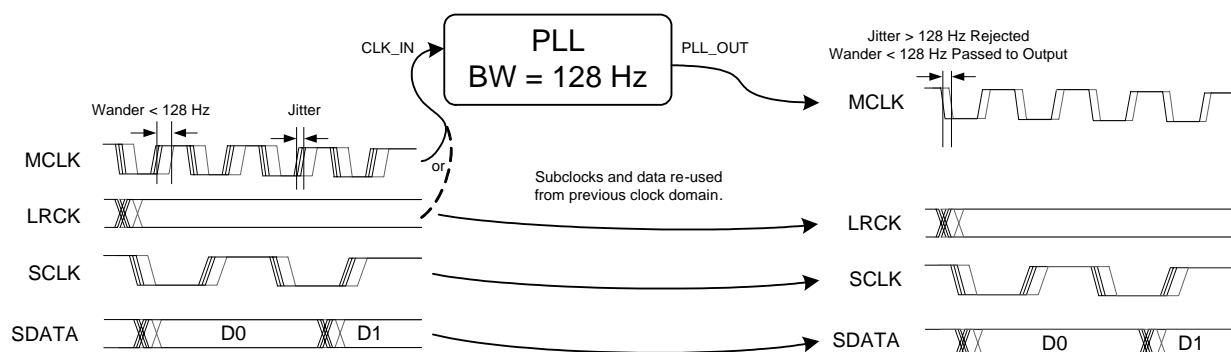 CLK_IN
PLL
BW = 128 Hz
PLL_OUT
Jitter > 128 Hz Rejected
Wander < 128 Hz Passed to Output
MCLK
Wander < 128 Hz
Jitter
MCLK
or
Subclocks and data re-used
from previous clock domain.
LRCK
LRCK
SCLK
SCLK
SDATA
D0
D1
SDATA
D0
D1